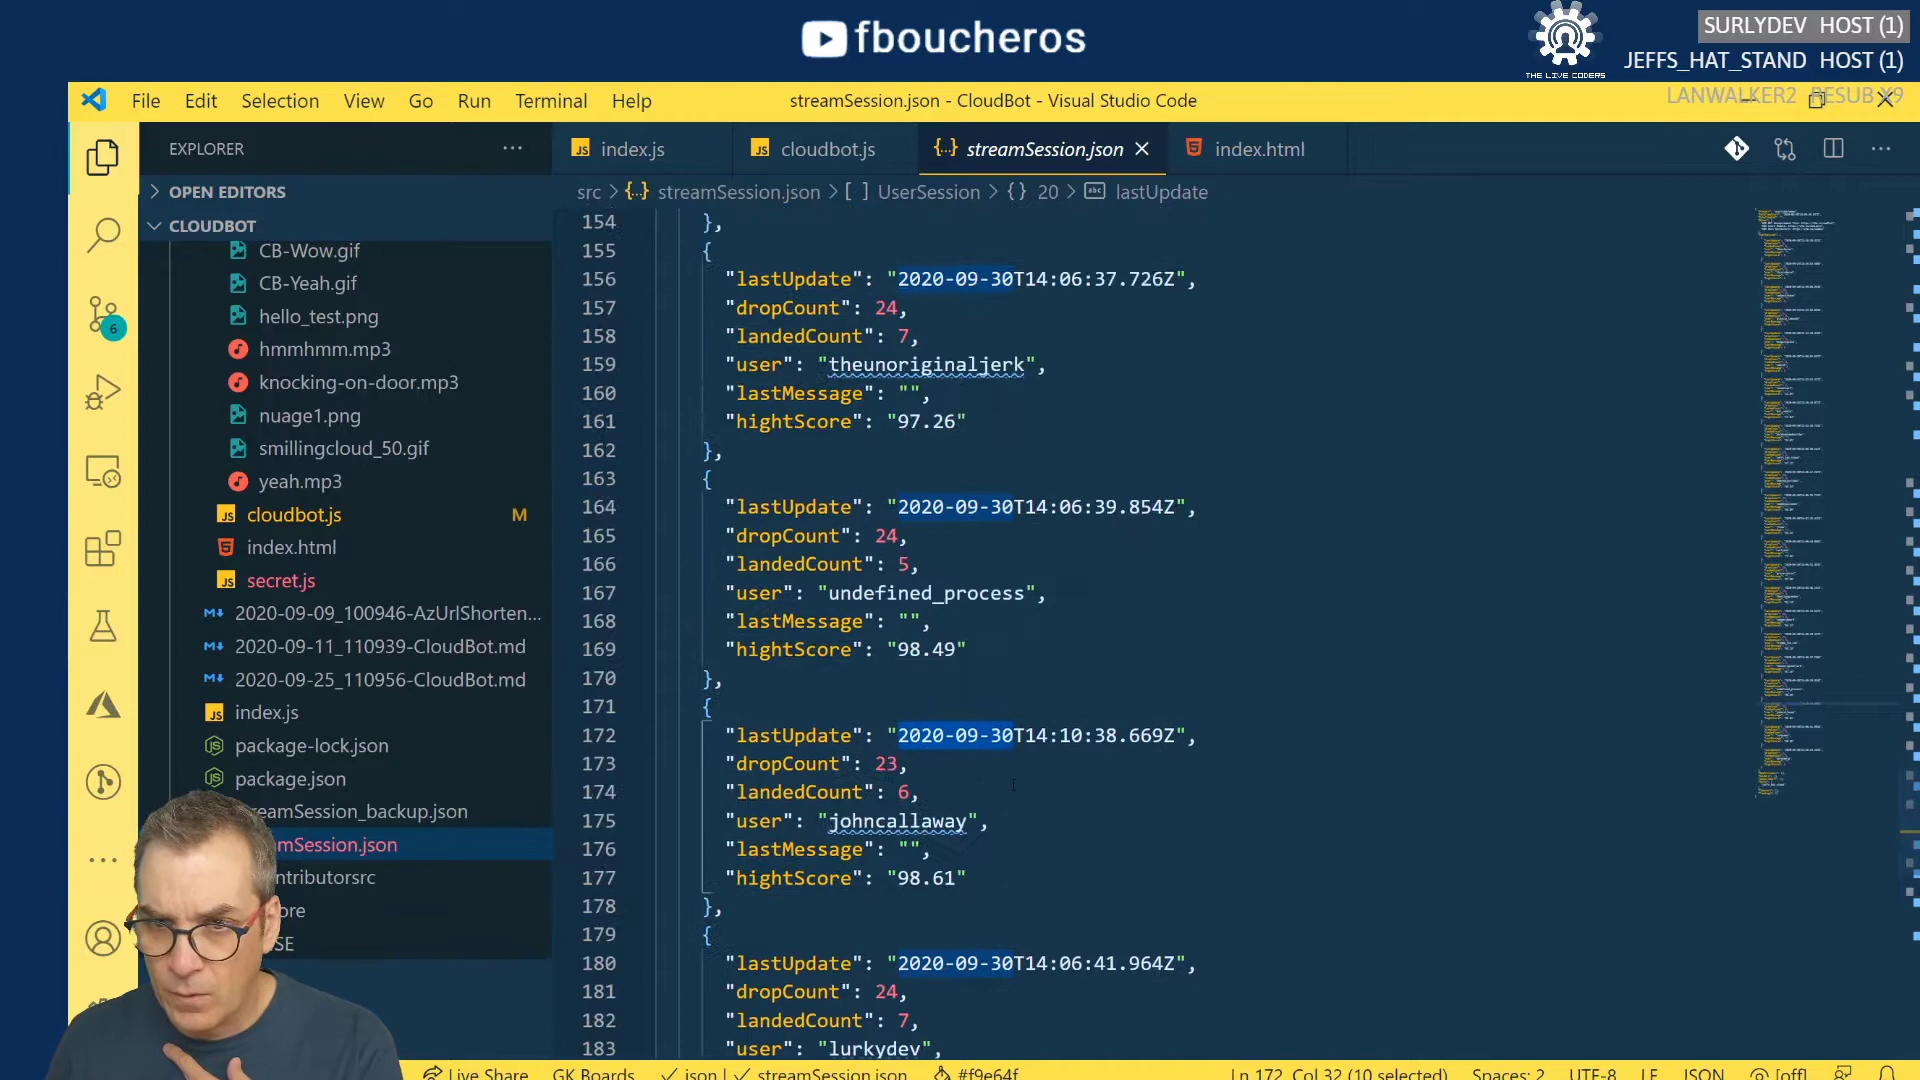 fboucheros
THE LIVE CODERS
SURLYDEV HOST (1)
JEFFS_HAT_STAND HOST (1)
LANWALKER2 RESUB X9
File Edit Selection View Go Run Terminal Help
streamSession.json - CloudBot - Visual Studio Code
EXPLORER
OPEN EDITORS
CLOUDBOT
CB-Wow.gif
CB-Yeah.gif
hello_test.png
hmmhmm.mp3
knocking-on-door.mp3
nuage1.png
smillingcloud_50.gif
yeah.mp3
JS cloudbot.js M
index.html
JS secret.js
2020-09-09_100946-AzUrlShorten...
2020-09-11_110939-CloudBot.md
2020-09-25_110956-CloudBot.md
JS index.js
package-lock.json
package.json
reamSession_backup.json
amSession.json
ntributorsrc
ore
SE
6
JS index.js
JS cloudbot.js
{..} streamSession.json
index.html
src > {..} streamSession.json > [ ] UserSession > {} 20 > abc lastUpdate
154 },
155 {
156 "lastUpdate": "2020-09-30T14:06:37.726Z",
157 "dropCount": 24,
158 "landedCount": 7,
159 "user": "theunoriginaljerk",
160 "lastMessage": "",
161 "hightScore": "97.26"
162 },
163 {
164 "lastUpdate": "2020-09-30T14:06:39.854Z",
165 "dropCount": 24,
166 "landedCount": 5,
167 "user": "undefined_process",
168 "lastMessage": "",
169 "hightScore": "98.49"
170 },
171 {
172 "lastUpdate": "2020-09-30T14:10:38.669Z",
173 "dropCount": 23,
174 "landedCount": 6,
175 "user": "johncallaway",
176 "lastMessage": "",
177 "hightScore": "98.61"
178 },
179 {
180 "lastUpdate": "2020-09-30T14:06:41.964Z",
181 "dropCount": 24,
182 "landedCount": 7,
183 "user": "lurkydev",
Live Share GK Boards json | streamSession.json #f9e64f Ln 172, Col 32 (10 selected) Spaces: 2 UTF-8 LF JSON [off]